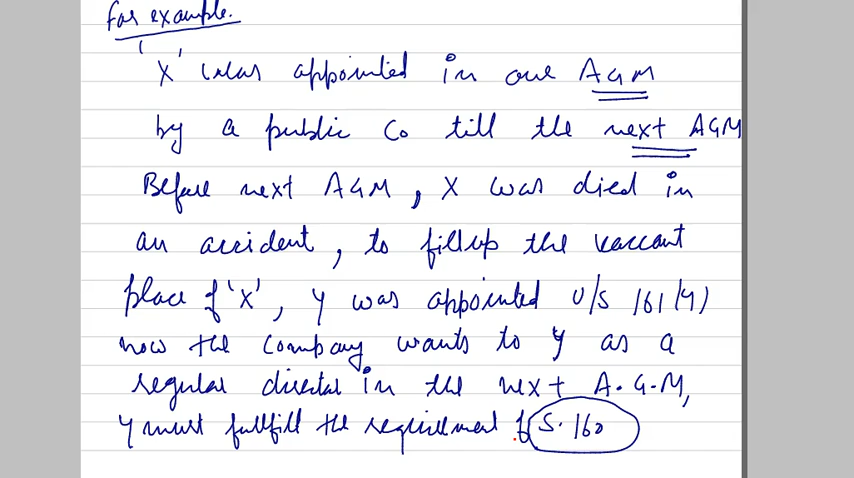 for example.
'X' was appointed in one AGM
by a public Co till the next AGM
Before next AGM, X was died in
an accident, to fillup the vaccant
place of 'X', Y was appointed U/S 161(4)
now the Company wants to Y as a
regular director in the next A.G.M,
Y must fullfill the requirement of S.160